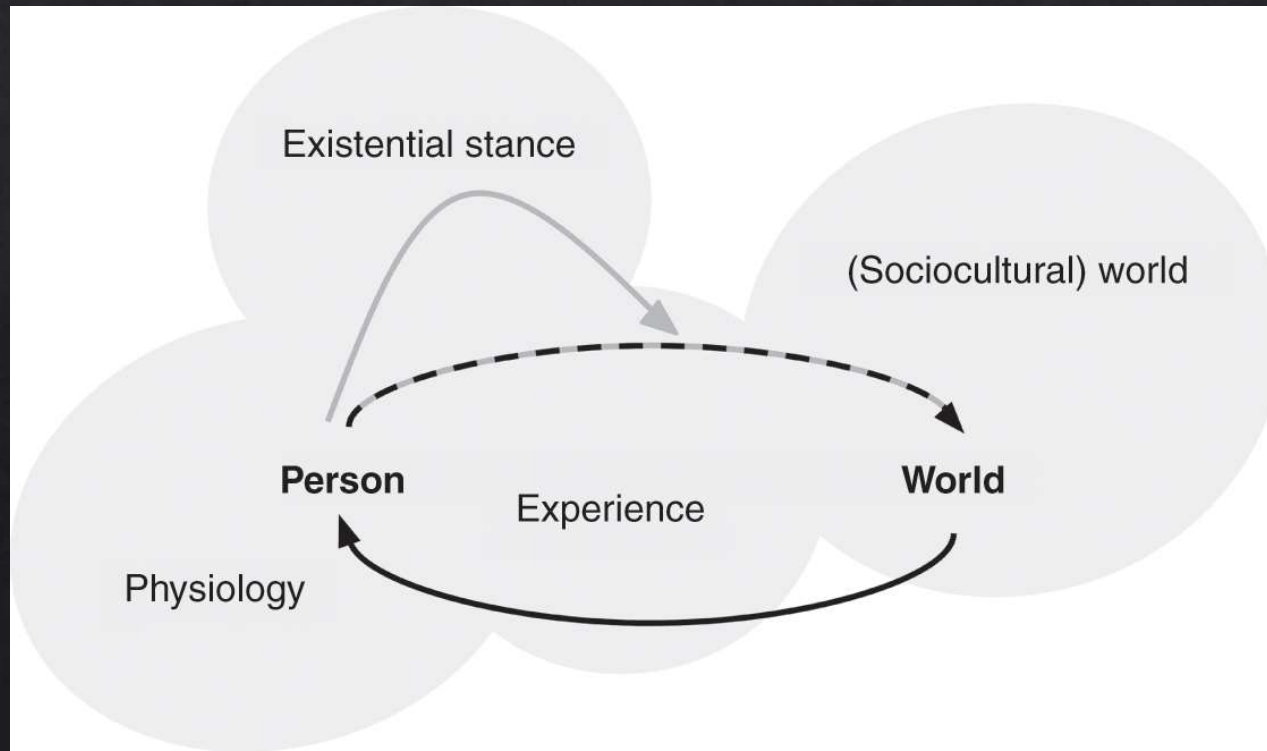 Existential stance
(Sociocultural) world
Person
World
Experience
Physiology